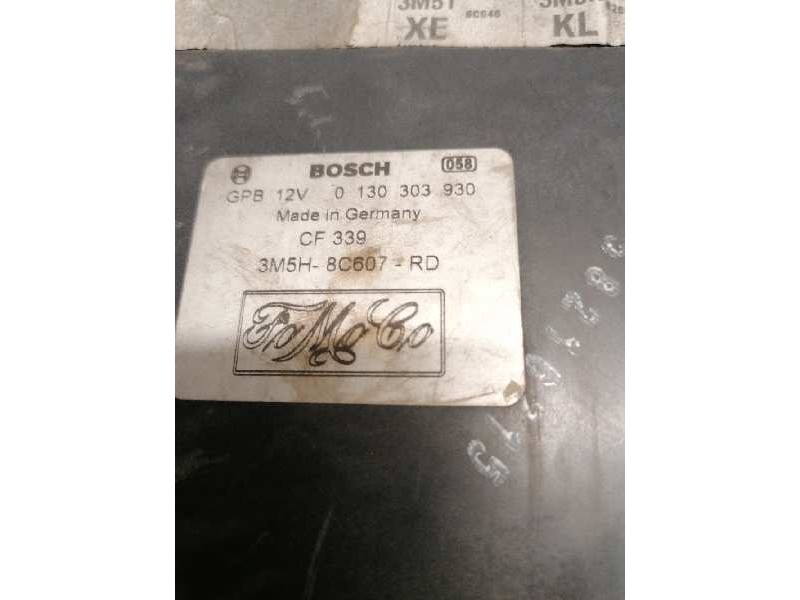 3M51
8C646
XE
KL
BOSCH
058
GPB 12V 0 130 303 930
Made in Germany
CF 339
3M5H- 8C607 - RD
FoMoCo